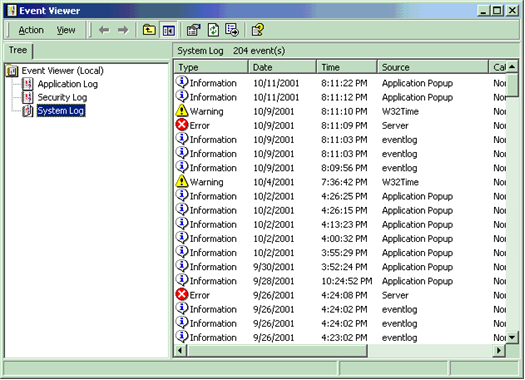 Event Viewer
Action View
Tree
System Log 204 event(s)
Event Viewer (Local)
Application Log
Security Log
System Log
Type Date Time Source Cat
Information 10/11/2001 8:11:22 PM Application Popup Nor
Information 10/11/2001 8:11:12 PM Application Popup Nor
Warning 10/9/2001 8:11:10 PM W32Time Nor
Error 10/9/2001 8:11:09 PM Server Nor
Information 10/9/2001 8:11:03 PM eventlog Nor
Information 10/9/2001 8:11:03 PM eventlog Nor
Information 10/9/2001 8:09:56 PM eventlog Nor
Warning 10/4/2001 7:36:42 PM W32Time Nor
Information 10/2/2001 4:26:25 PM Application Popup Nor
Information 10/2/2001 4:26:15 PM Application Popup Nor
Information 10/2/2001 4:13:23 PM Application Popup Nor
Information 10/2/2001 4:00:32 PM Application Popup Nor
Information 10/2/2001 3:55:29 PM Application Popup Nor
Information 9/30/2001 3:52:24 PM Application Popup Nor
Information 9/28/2001 10:24:52 PM Application Popup Nor
Error 9/26/2001 4:24:08 PM Server Nor
Information 9/26/2001 4:24:02 PM eventlog Nor
Information 9/26/2001 4:24:02 PM eventlog Nor
Information 9/26/2001 4:23:02 PM eventlog Nor